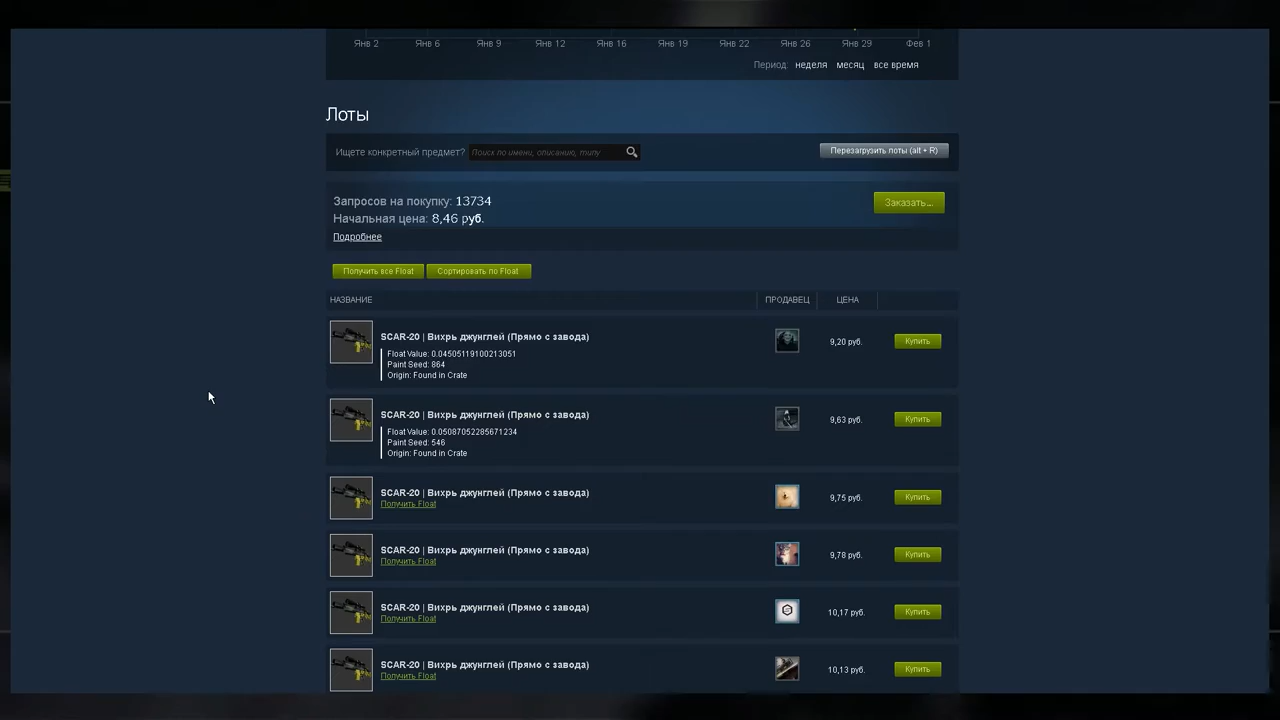 Янв 2 Янв 6 Янв 9 Янв 12 Янв 16 Янв 19 Янв 22 Янв 26 Янв 29 Фев 1
Период: неделя месяц все время
Лоты
Ищете конкретный предмет? Поиск по имени, описанию, типу Перезагрузить лоты (alt + R)
Запросов на покупку: 13734
Заказать...
Начальная цена: 8,46 руб.
Подробнее
Получить все Float Сортировать по Float
НАЗВАНИЕ ПРОДАВЕЦ ЦЕНА
SCAR-20 | Вихрь джунглей (Прямо с завода)
9,20 руб. Купить
Float Value: 0.04505119100213051
Paint Seed: 864
Origin: Found in Crate
SCAR-20 | Вихрь джунглей (Прямо с завода)
9,63 руб. Купить
Float Value: 0.05087052285671234
Paint Seed: 546
Origin: Found in Crate
SCAR-20 | Вихрь джунглей (Прямо с завода)
9,75 руб. Купить
Получить Float
SCAR-20 | Вихрь джунглей (Прямо с завода)
9,78 руб. Купить
Получить Float
SCAR-20 | Вихрь джунглей (Прямо с завода)
10,17 руб. Купить
Получить Float
SCAR-20 | Вихрь джунглей (Прямо с завода)
10,13 руб. Купить
Получить Float